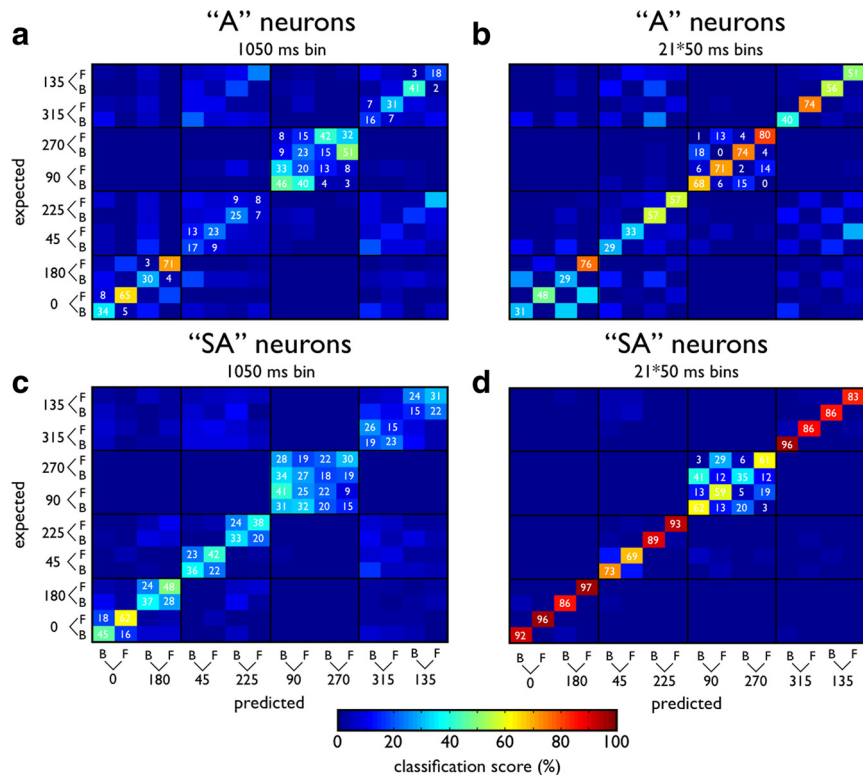 a “A” neurons
1050 ms bin
b “A” neurons
21*50 ms bins
expected
135 F 3 18
B 41 2
315 F 7 31
B 16 7
270 F 8 15 42 32
B 9 23 15 51
90 F 33 20 13 8
B 46 40 4 3
225 F 9 8
B 25 7
45 F 13 23
B 17 9
180 F 3 71
B 30 4
0 F 8 65
B 34 5
51
56
74
40
1 13 4 80
18 0 74 4
6 71 2 14
68 6 15 0
57
57
33
29
76
29
48
31
c “SA” neurons
1050 ms bin
d “SA” neurons
21*50 ms bins
expected
135 F 24 31
B 15 22
315 F 26 15
B 19 23
270 F 28 19 22 30
B 34 27 18 19
90 F 41 25 22 9
B 31 32 20 15
225 F 24 38
B 33 20
45 F 23 42
B 36 22
180 F 24 48
B 37 28
0 F 18 63
B 45 16
83
86
86
96
3 29 6 61
41 12 35 12
13 59 5 19
62 13 20 3
93
89
69
73
97
86
96
92
B F B F B F B F B F B F B F B F
0 180 45 225 90 270 315 135
predicted
B F B F B F B F B F B F B F B F
0 180 45 225 90 270 315 135
predicted
0 20 40 60 80 100
classification score (%)